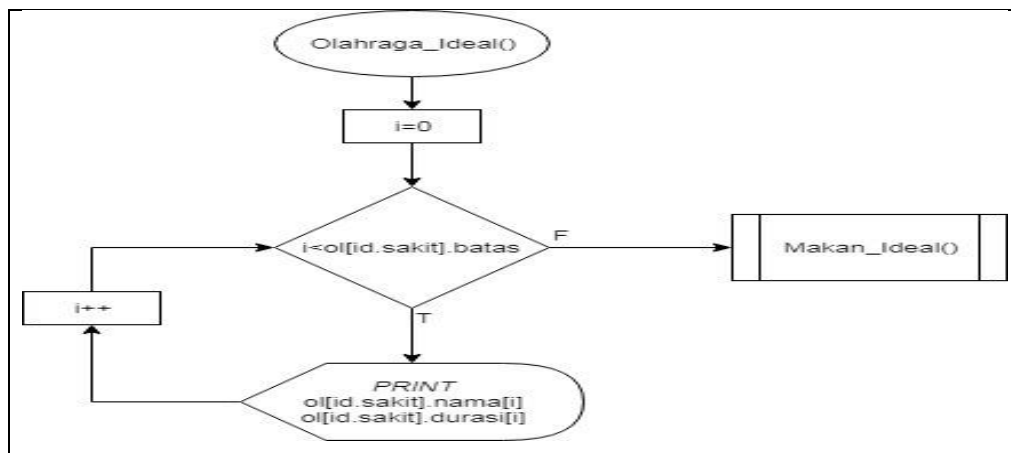 Olahraga_Ideal()
i=0
i<ol[id.sakit].batas
F
Makan_Ideal()
i++
T
PRINT
ol[id.sakit].nama[i]
ol[id.sakit].durasi[i]